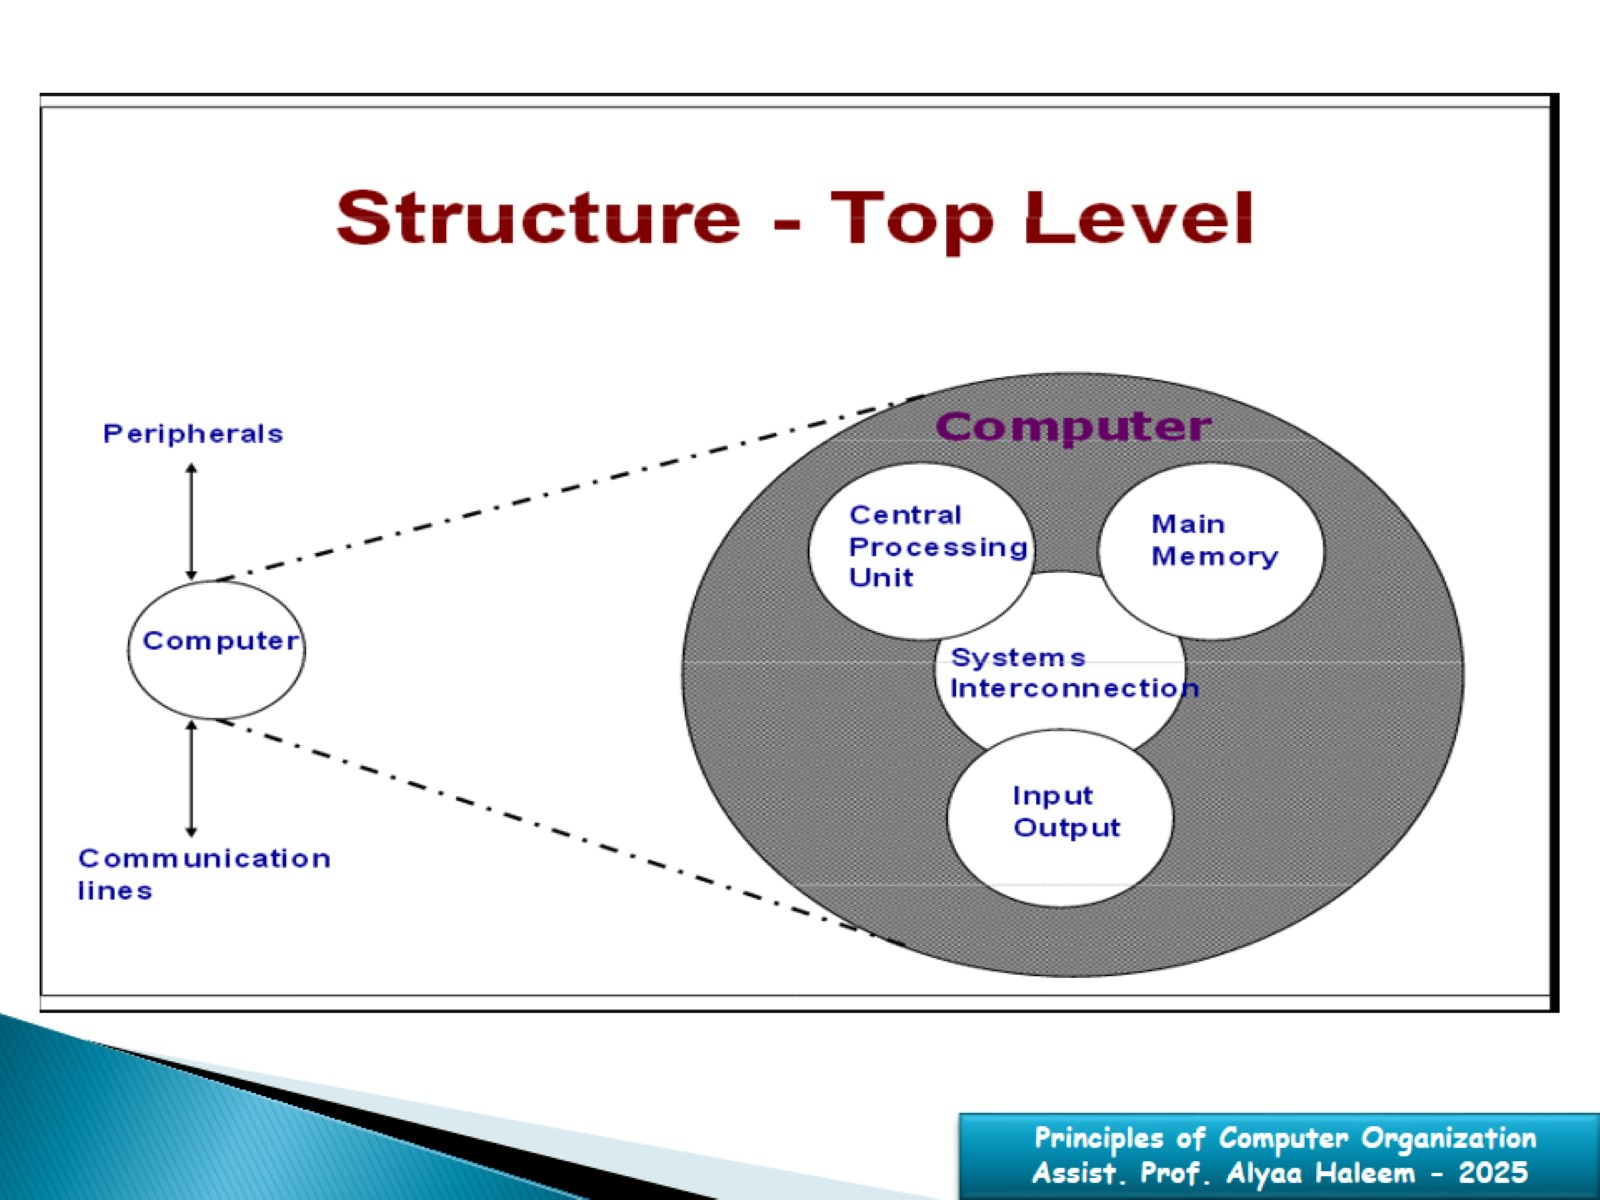 Structure - Top Level
Peripherals
Computer
Communication
lines
Computer
Central
Processing
Unit
Main
Memory
Systems
Interconnection
Input
Output
Principles of Computer Organization
Assist. Prof. Alyaa Haleem - 2025